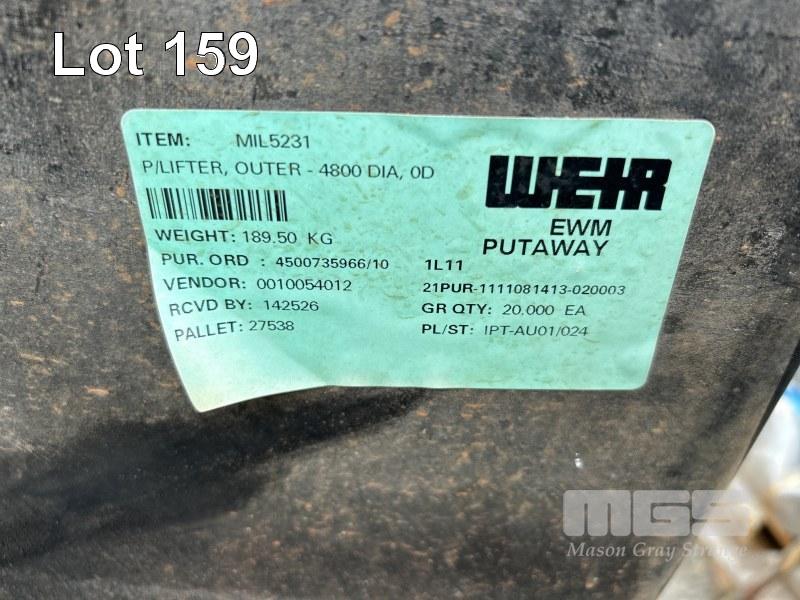 Lot 159
ITEM: MIL5231
P/LIFTER, OUTER - 4800 DIA, 0D
WEIR
EWM
PUTAWAY
WEIGHT: 189.50 KG
PUR. ORD : 4500735966/10 1L11
VENDOR: 0010054012 21PUR-1111081413-020003
RCVD BY: 142526 GR QTY: 20.000 EA
PALLET: 27538 PL/ST: IPT-AU01/024
MGS
Mason Gray Strange